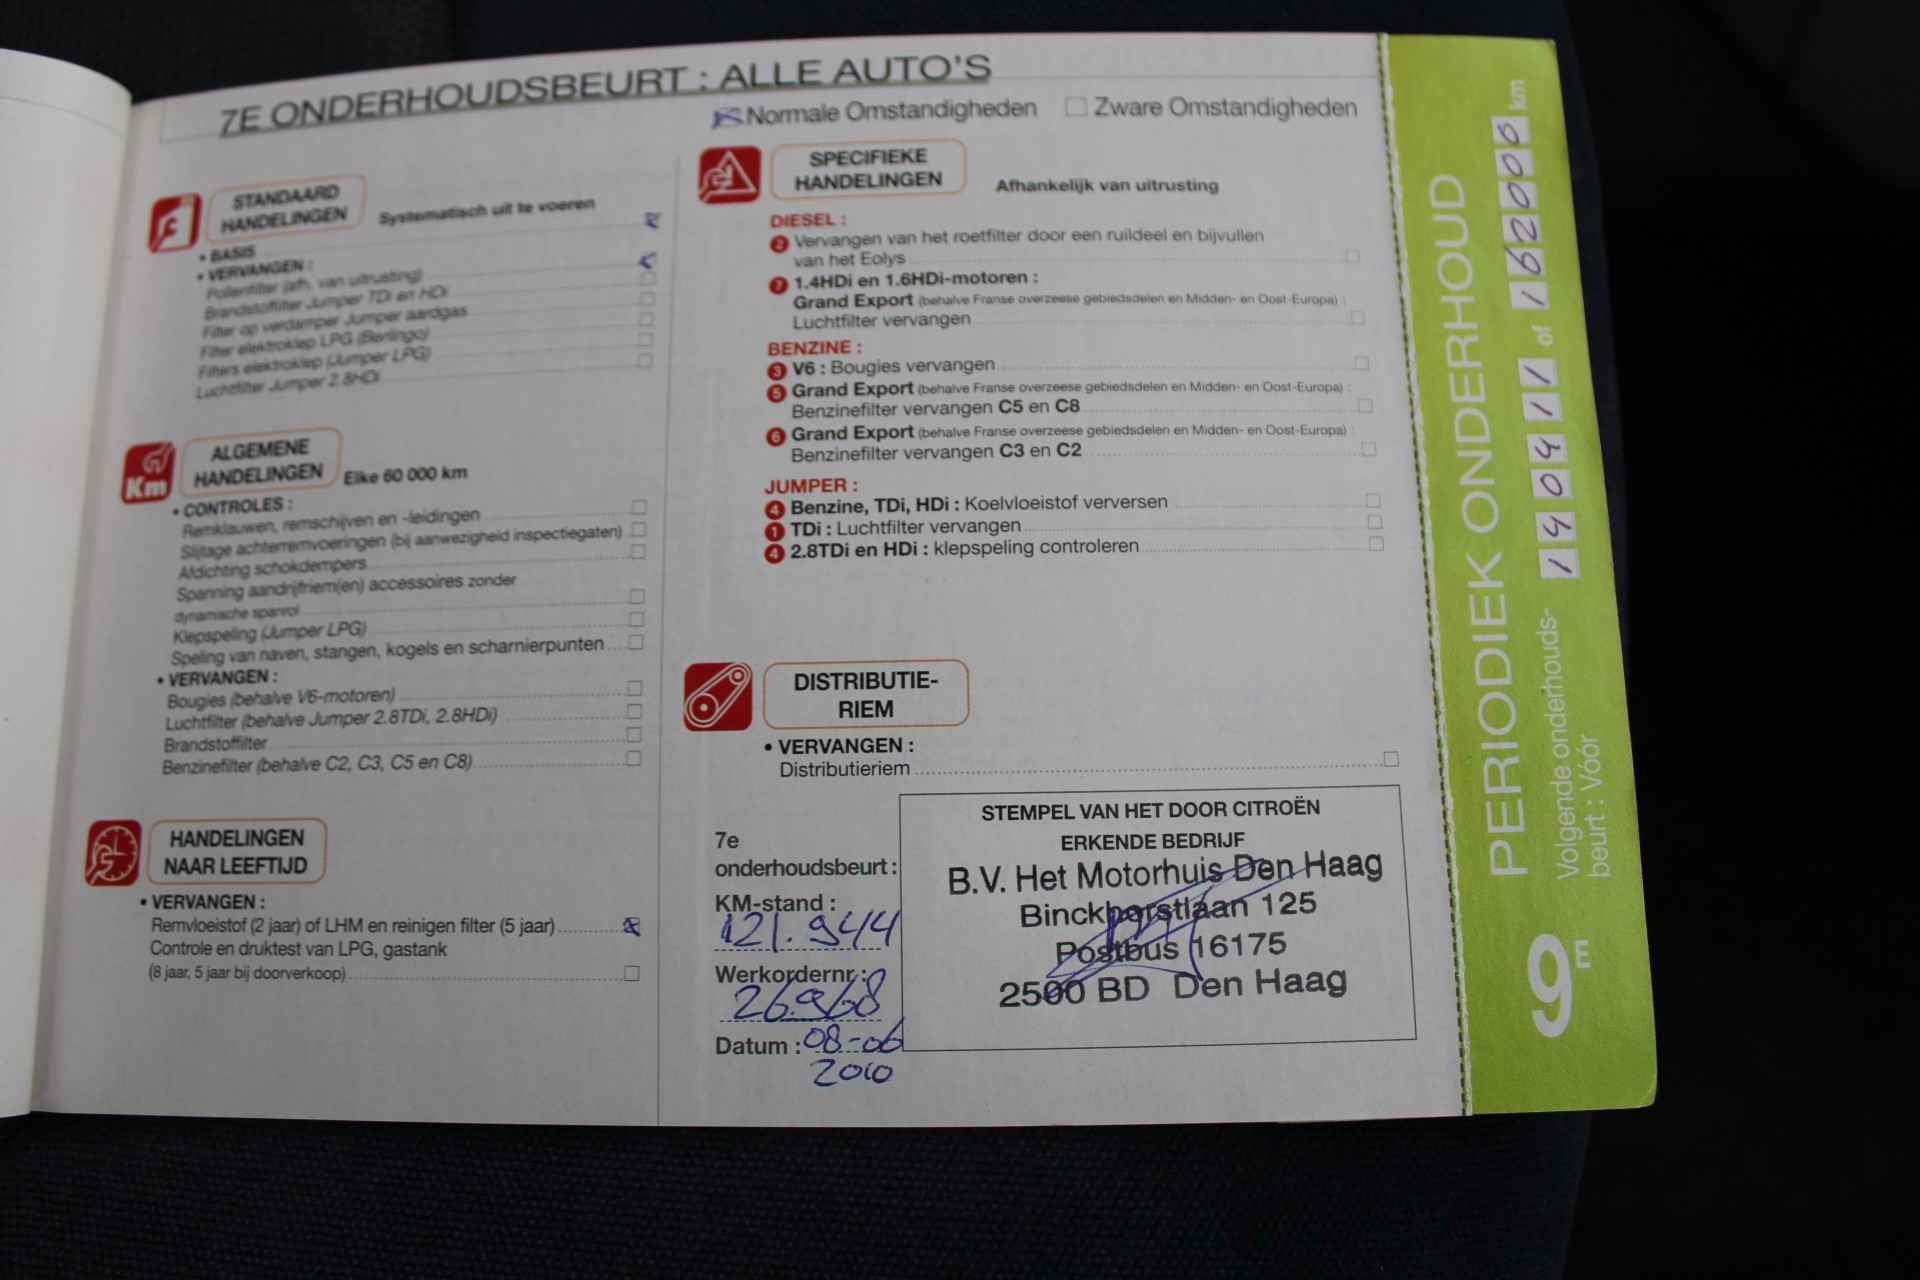 7E ONDERHOUDSBEURT : ALLE AUTO'S
Normale Omstandigheden
Zware Omstandigheden
STANDAARD
HANDELINGEN
Systematisch uit te voeren
• BASIS
• VERVANGEN :
Pollenfilter (afh. van uitrusting)
Brandstoffilter Jumper TDi en HDi
Filter op verdamper Jumper aardgas
Filter elektroklep LPG (Berlingo)
Filters elektroklep (Jumper LPG)
Luchtfilter Jumper 2.8HDi
Km
ALGEMENE
HANDELINGEN
Elke 60 000 km
• CONTROLES :
Remklauwen, remschijven en -leidingen
Slijtage achterremvoeringen (bij aanwezigheid inspectiegaten)
Afdichting schokdempers
Spanning aandrijfriem(en) accessoires zonder
dynamische spanrol
Klepspeling (Jumper LPG)
Speling van naven, stangen, kogels en scharnierpunten
• VERVANGEN :
Bougies (behalve V6-motoren)
Luchtfilter (behalve Jumper 2.8TDi, 2.8HDi)
Brandstoffilter
Benzinefilter (behalve C2, C3, C5 en C8)
HANDELINGEN
NAAR LEEFTIJD
• VERVANGEN :
Remvloeistof (2 jaar) of LHM en reinigen filter (5 jaar)
Controle en druktest van LPG, gastank
(8 jaar, 5 jaar bij doorverkoop)
SPECIFIEKE
HANDELINGEN
Afhankelijk van uitrusting
DIESEL :
2 Vervangen van het roetfilter door een ruildeel en bijvullen
van het Eolys
7 1.4HDi en 1.6HDi-motoren :
Grand Export (behalve Franse overzeese gebiedsdelen en Midden- en Oost-Europa) :
Luchtfilter vervangen
BENZINE :
3 V6 : Bougies vervangen
5 Grand Export (behalve Franse overzeese gebiedsdelen en Midden- en Oost-Europa) :
Benzinefilter vervangen C5 en C8
6 Grand Export (behalve Franse overzeese gebiedsdelen en Midden- en Oost-Europa) :
Benzinefilter vervangen C3 en C2
JUMPER :
4 Benzine, TDi, HDi : Koelvloeistof verversen
1 TDi : Luchtfilter vervangen
4 2.8TDi en HDi : klepspeling controleren
DISTRIBUTIE-
RIEM
• VERVANGEN :
Distributieriem
7e
onderhoudsbeurt :
KM-stand :
121.944
Werkordernr.:
26968
Datum : 08-06
2010
STEMPEL VAN HET DOOR CITROËN
ERKENDE BEDRIJF
B.V. Het Motorhuis Den Haag
Binckhorstlaan 125
Postbus 16175
2500 BD Den Haag
9E
PERIODIEK ONDERHOUD
Volgende onderhouds-
beurt : Vóór
14 04 11 of 162000 km